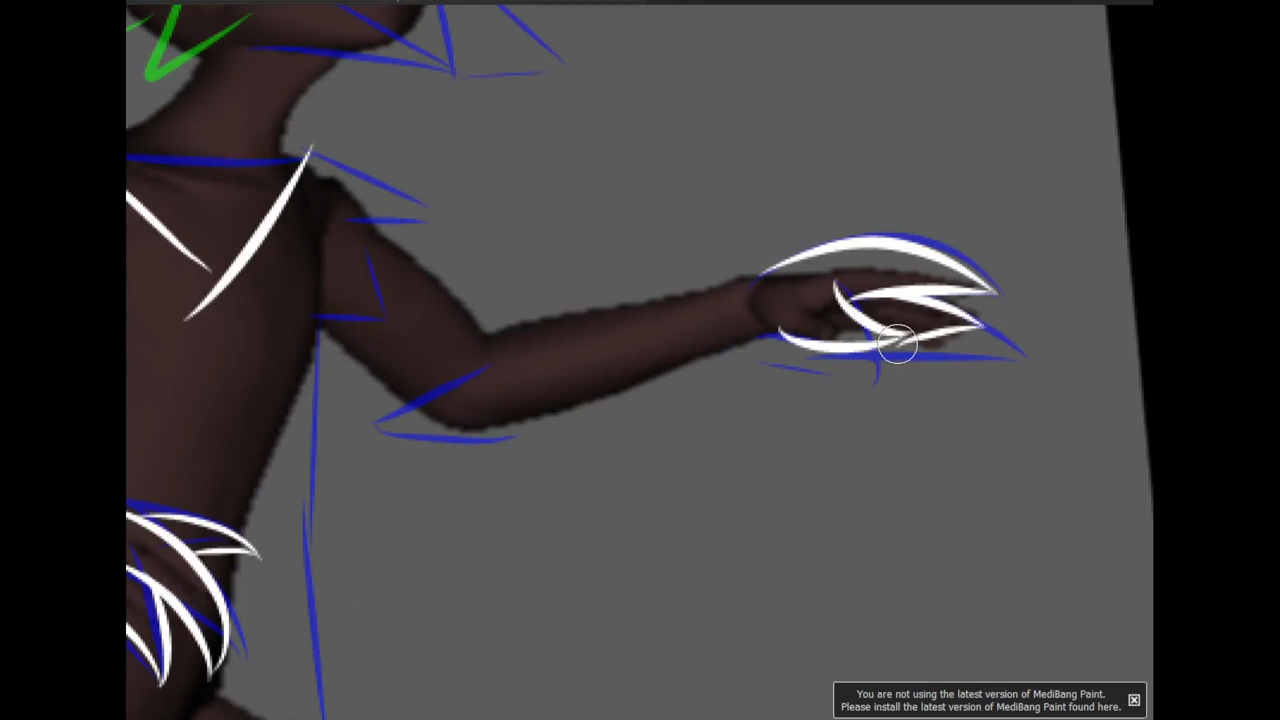 You are not using the latest version of MediBang Paint.
Please install the latest version of MediBang Paint found here.